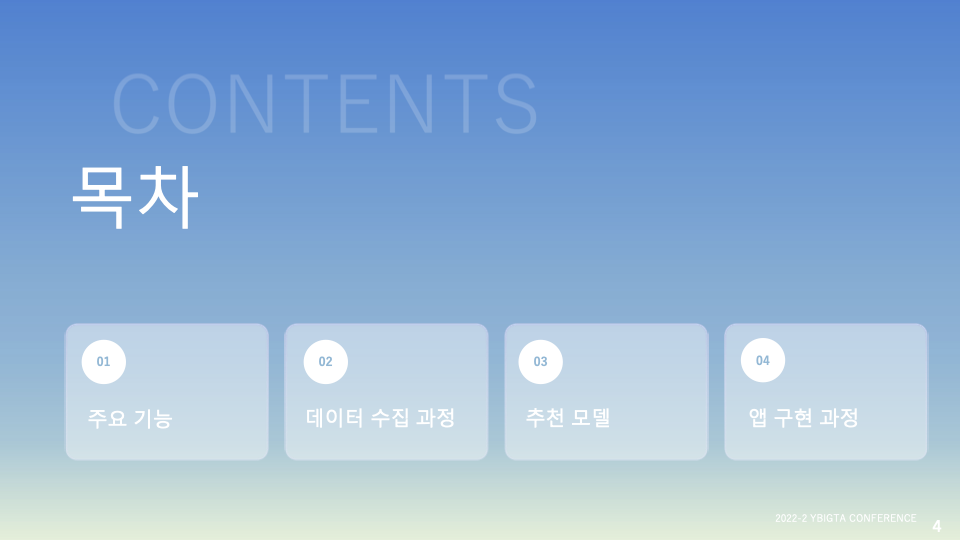 CONTENTS
목차
01
주요 기능
02
데이터 수집 과정
03
추천 모델
04
앱 구현 과정
2022-2 YBIGTA CONFERENCE
4